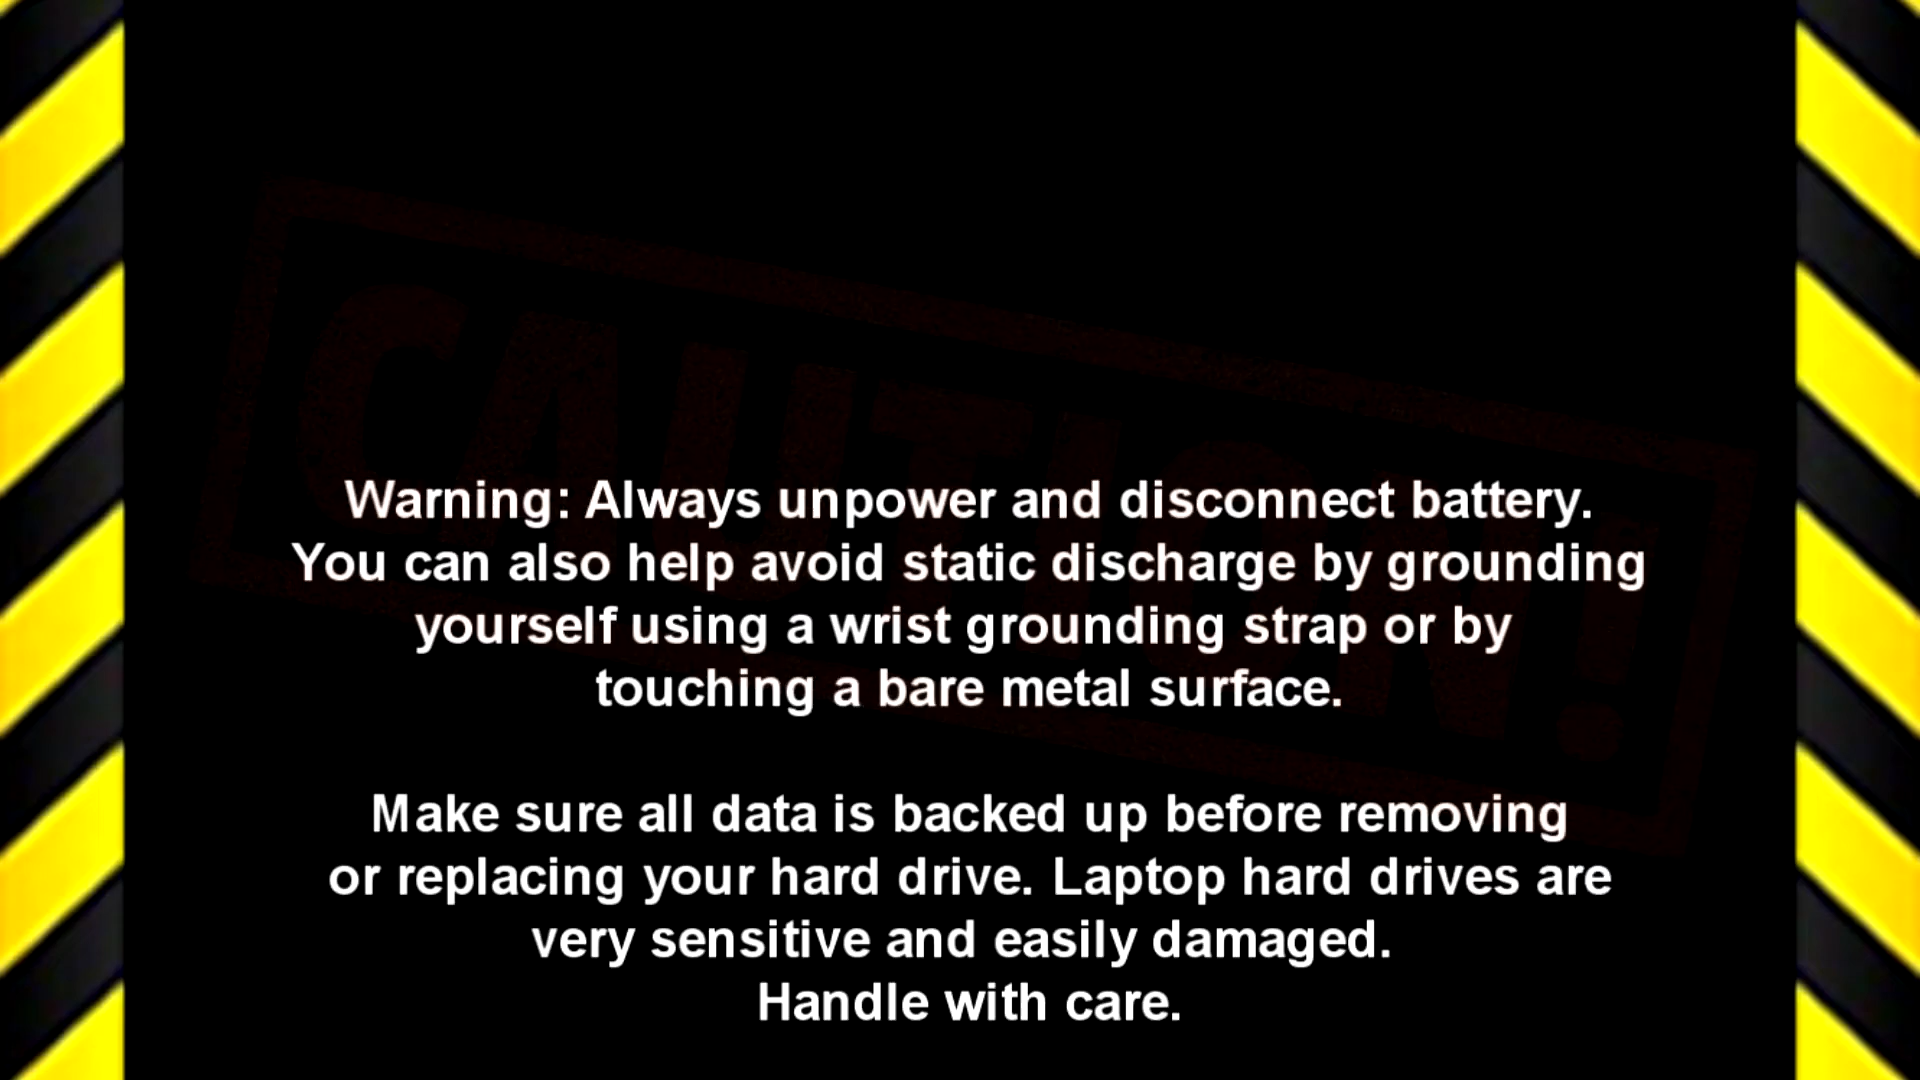 CAUTION!
Warning: Always unpower and disconnect battery.
You can also help avoid static discharge by grounding
yourself using a wrist grounding strap or by
touching a bare metal surface.
Make sure all data is backed up before removing
or replacing your hard drive. Laptop hard drives are
very sensitive and easily damaged.
Handle with care.